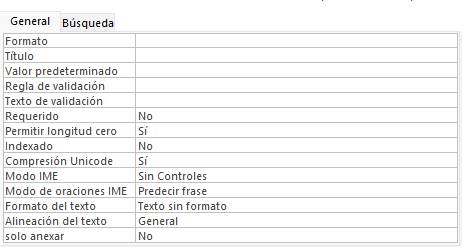 General Búsqueda
Formato
Título
Valor predeterminado
Regla de validación
Texto de validación
Requerido No
Permitir longitud cero Sí
Indexado No
Compresión Unicode Sí
Modo IME Sin Controles
Modo de oraciones IME Predecir frase
Formato del texto Texto sin formato
Alineación del texto General
solo anexar No